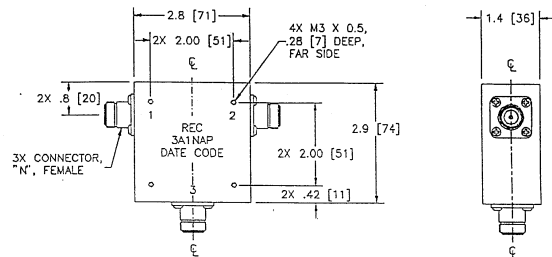 2.8 [71]
2X 2.00 [51]
4X M3 X 0.5,
.28 [7] DEEP,
FAR SIDE
1.4 [36]
℄
℄
2X .8 [20]
1
2
REC
3A1NAP
DATE CODE
2.9 [74]
2X 2.00 [51]
3X CONNECTOR,
"N", FEMALE
3
2X .42 [11]
℄
℄